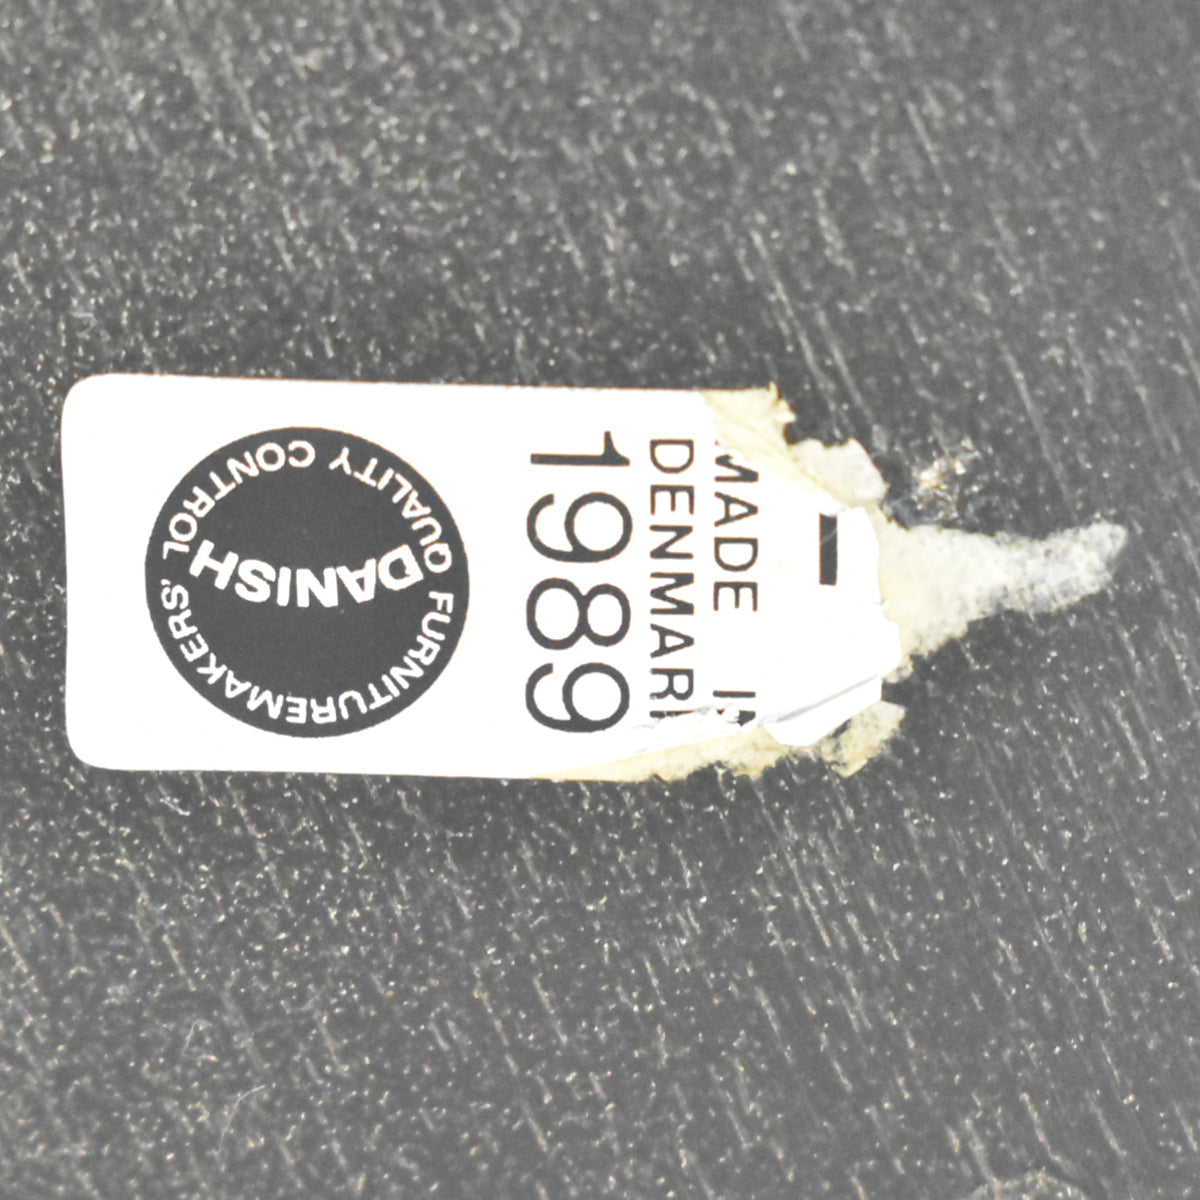 MADE
DENMAR
1989
DANISH
FURNITUREMAKERS'
QUALITY CONTROL